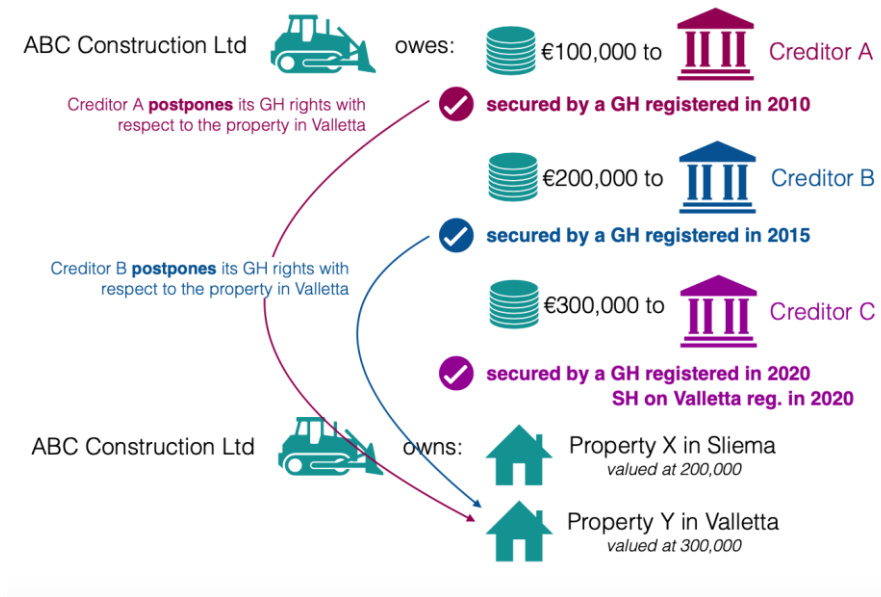 ABC Construction Ltd owes: €100,000 to Creditor A
Creditor A postpones its GH rights with
respect to the property in Valletta
secured by a GH registered in 2010
€200,000 to Creditor B
secured by a GH registered in 2015
Creditor B postpones its GH rights with
respect to the property in Valletta
€300,000 to Creditor C
secured by a GH registered in 2020
SH on Valletta reg. in 2020
ABC Construction Ltd owns:
Property X in Sliema
valued at 200,000
Property Y in Valletta
valued at 300,000